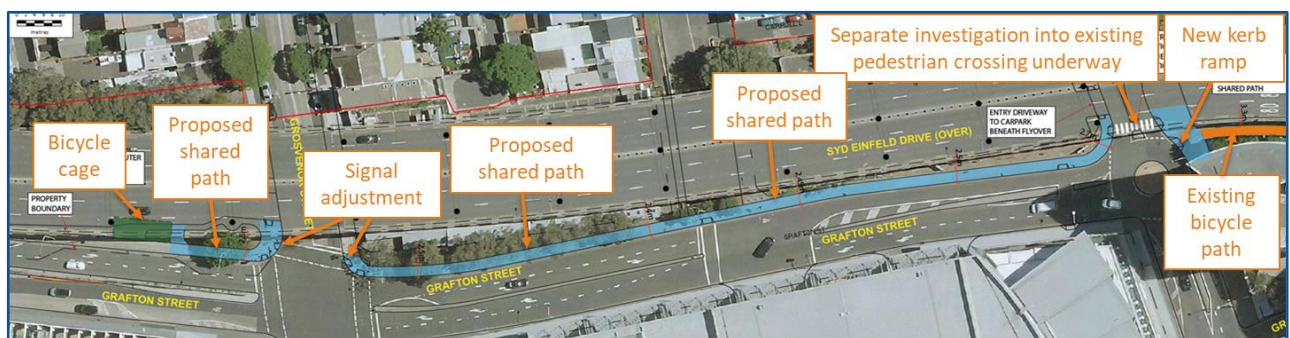 metres
Separate investigation into existing
pedestrian crossing underway
New kerb
ramp
SHARED PATH
Proposed
shared path
ENTRY DRIVEWAY
TO CARPARK
BENEATH FLYOVER
Bicycle
cage
Proposed
shared
path
GROSVENOR
Signal
adjustment
Proposed
shared path
SYD EINFELD DRIVE (OVER)
PROPERTY
BOUNDARY
Existing
bicycle
path
GRAFTON STREET
GRAFTON STREET
GRAFTON STREET